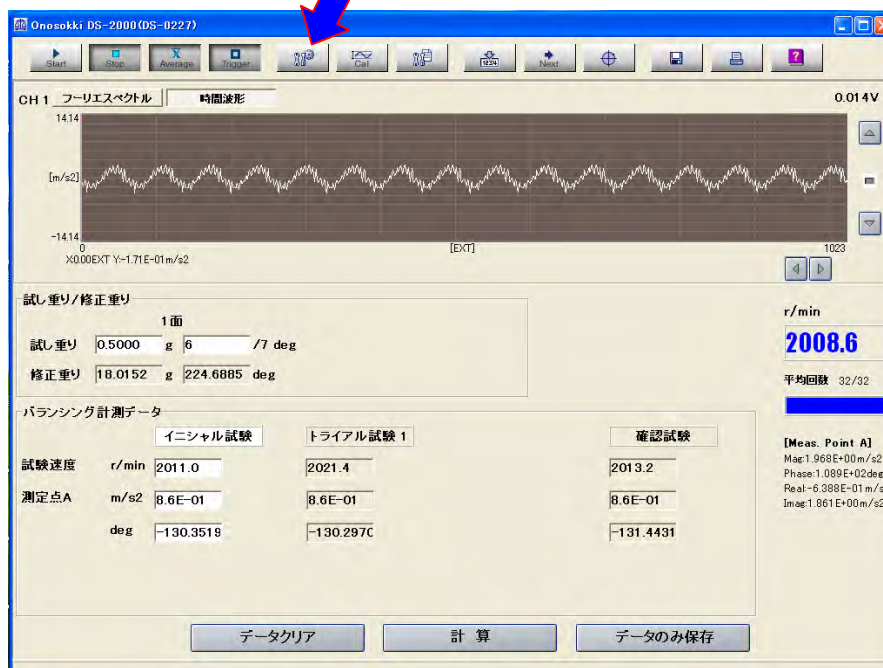 Onosokki DS-2000(DS-0227)
Start Stop Average Trigger Cal 1234 Next ?
CH 1 フーリエスペクトル 時間波形 0.014V
14.14
[m/s2]
-14.14
0 [EXT] 1023
X:0.00EXT Y:-1.71E-01m/s2
試し重り/修正重り
1面
試し重り 0.5000 g 6 /7 deg
修正重り 18.0152 g 224.6885 deg
r/min
2008.6
平均回数 32/32
バランシング計測データ
イニシャル試験 トライアル試験 1 確認試験
試験速度 r/min 2011.0 2021.4 2013.2
測定点A m/s2 8.6E-01 8.6E-01 8.6E-01
deg -130.3519 -130.2970 -131.4431
[Meas. Point A]
Mag:1.968E+00m/s2
Phase:1.089E+02deg
Real:-6.388E-01m/s
Imag:1.861E+00m/s2
データクリア 計 算 データのみ保存